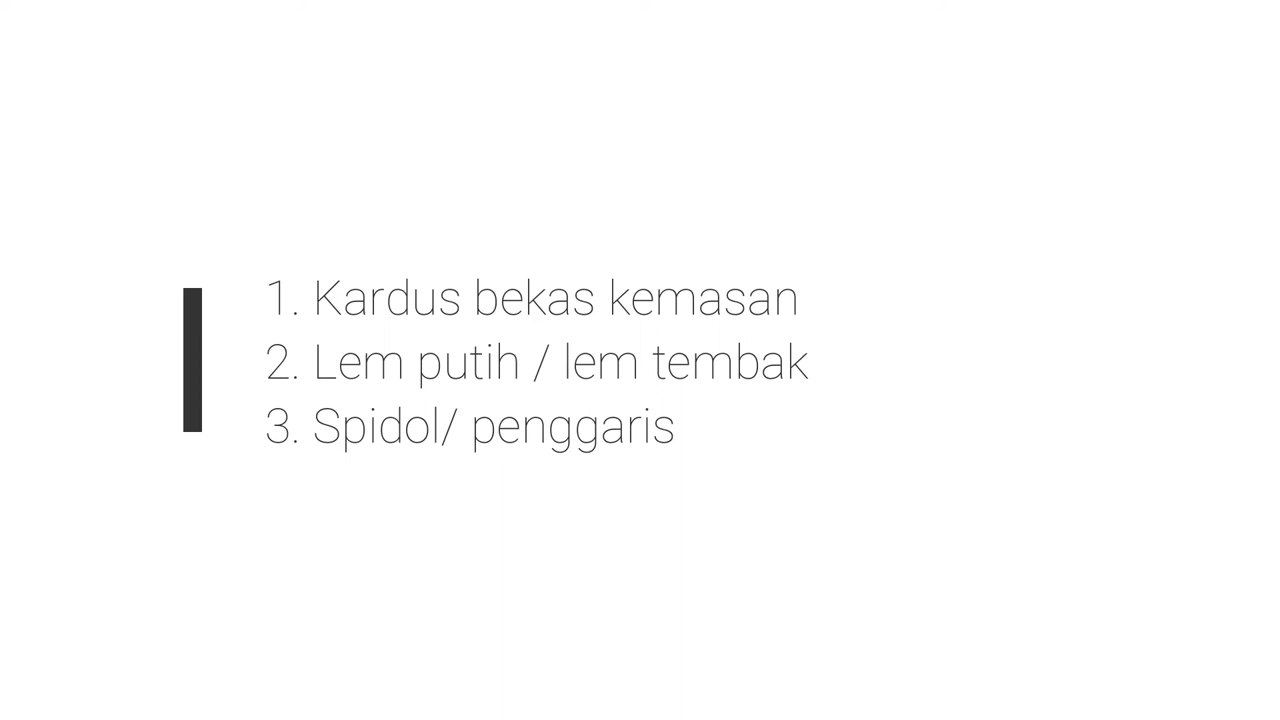 1. Kardus bekas kemasan
2. Lem putih / lem tembak
3. Spidol/ penggaris